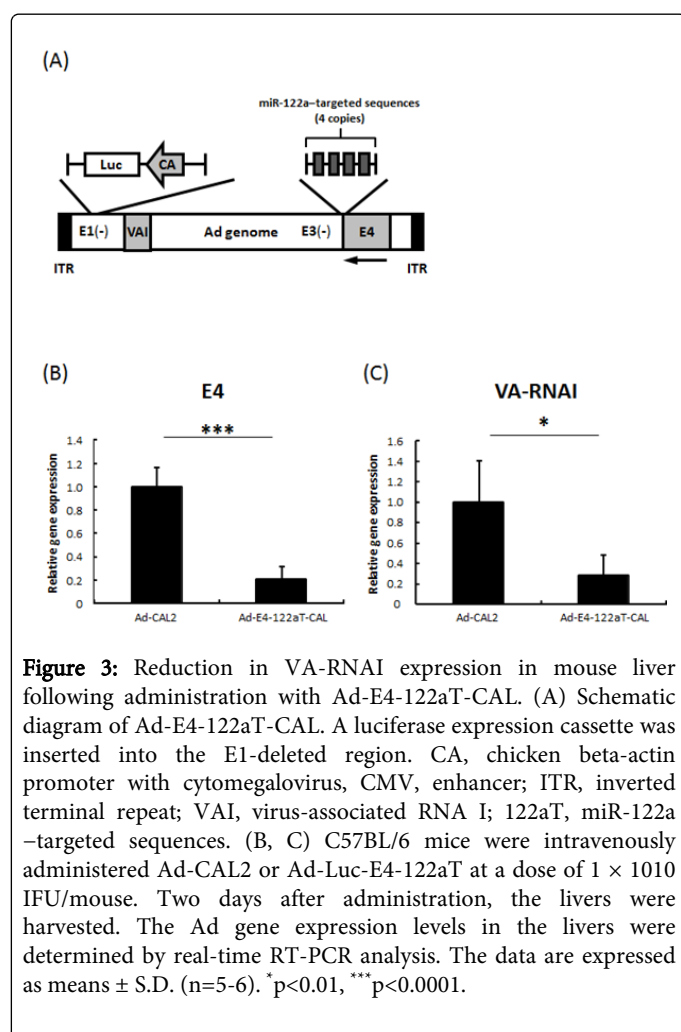 (A)
miR-122a–targeted sequences
(4 copies)
Luc CA
E1(-) VAI Ad genome E3(-) E4
ITR ITR
(B)
E4
Relative gene expression
1.4
1.2
1.0
0.8
0.6
0.4
0.2
0
***
Ad-CAL2 Ad-E4-122aT-CAL
(C)
VA-RNAI
Relative gene expression
1.6
1.4
1.2
1.0
0.8
0.6
0.4
0.2
0
*
Ad-CAL2 Ad-E4-122aT-CAL
Figure 3: Reduction in VA-RNAI expression in mouse liver
following administration with Ad-E4-122aT-CAL. (A) Schematic
diagram of Ad-E4-122aT-CAL. A luciferase expression cassette was
inserted into the E1-deleted region. CA, chicken beta-actin
promoter with cytomegalovirus, CMV, enhancer; ITR, inverted
terminal repeat; VAI, virus-associated RNA I; 122aT, miR-122a
–targeted sequences. (B, C) C57BL/6 mice were intravenously
administered Ad-CAL2 or Ad-Luc-E4-122aT at a dose of 1 × 1010
IFU/mouse. Two days after administration, the livers were
harvested. The Ad gene expression levels in the livers were
determined by real-time RT-PCR analysis. The data are expressed
as means ± S.D. (n=5-6). *p<0.01, ***p<0.0001.